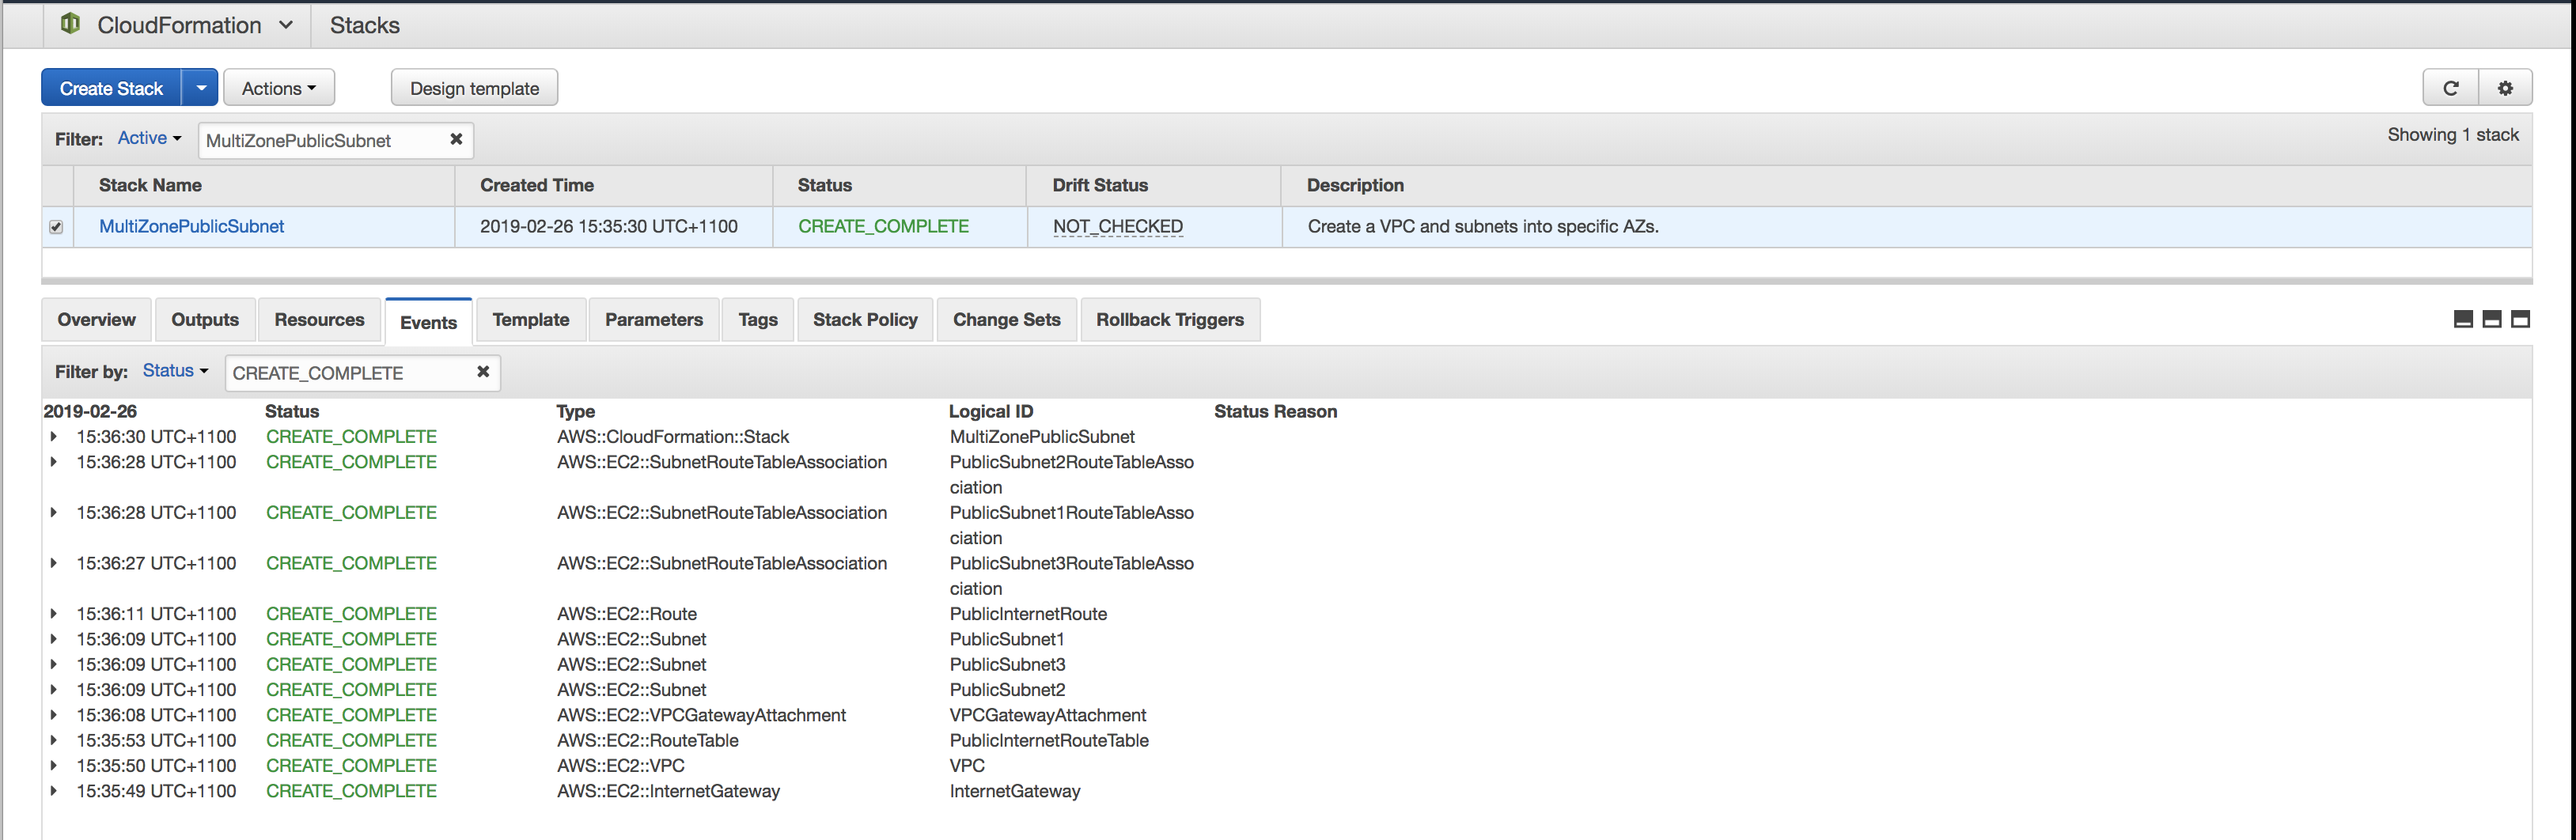 CloudFormation Stacks
Create Stack Actions Design template
Filter: Active MultiZonePublicSubnet Showing 1 stack
Stack Name Created Time Status Drift Status Description
MultiZonePublicSubnet 2019-02-26 15:35:30 UTC+1100 CREATE_COMPLETE NOT_CHECKED Create a VPC and subnets into specific AZs.
Overview Outputs Resources Events Template Parameters Tags Stack Policy Change Sets Rollback Triggers
Filter by: Status CREATE_COMPLETE
2019-02-26 Status Type Logical ID Status Reason
15:36:30 UTC+1100 CREATE_COMPLETE AWS::CloudFormation::Stack MultiZonePublicSubnet
15:36:28 UTC+1100 CREATE_COMPLETE AWS::EC2::SubnetRouteTableAssociation PublicSubnet2RouteTableAsso
ciation
15:36:28 UTC+1100 CREATE_COMPLETE AWS::EC2::SubnetRouteTableAssociation PublicSubnet1RouteTableAsso
ciation
15:36:27 UTC+1100 CREATE_COMPLETE AWS::EC2::SubnetRouteTableAssociation PublicSubnet3RouteTableAsso
ciation
15:36:11 UTC+1100 CREATE_COMPLETE AWS::EC2::Route PublicInternetRoute
15:36:09 UTC+1100 CREATE_COMPLETE AWS::EC2::Subnet PublicSubnet1
15:36:09 UTC+1100 CREATE_COMPLETE AWS::EC2::Subnet PublicSubnet3
15:36:09 UTC+1100 CREATE_COMPLETE AWS::EC2::Subnet PublicSubnet2
15:36:08 UTC+1100 CREATE_COMPLETE AWS::EC2::VPCGatewayAttachment VPCGatewayAttachment
15:35:53 UTC+1100 CREATE_COMPLETE AWS::EC2::RouteTable PublicInternetRouteTable
15:35:50 UTC+1100 CREATE_COMPLETE AWS::EC2::VPC VPC
15:35:49 UTC+1100 CREATE_COMPLETE AWS::EC2::InternetGateway InternetGateway